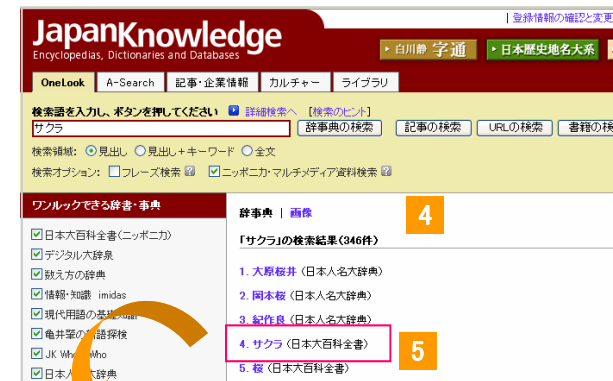 登録情報の確認と変更
JapanKnowledge
Encyclopedias, Dictionaries and Databases
白川静 字通
日本歴史地名大系
OneLook
A-Search
記事・企業情報
カルチャー
ライブラリ
検索語を入力し、ボタンを押してください 詳細検索へ [検索のヒント]
サクラ
辞事典の検索
記事の検索
URLの検索
書籍の検
検索領域: 見出し 見出し+キーワード 全文
検索オプション: フレーズ検索 ニッポニカ・マルチメディア資料検索
ワンルックできる辞書・事典
日本大百科全書(ニッポニカ)
デジタル大辞泉
数え方の辞典
情報・知識 imidas
現代用語の基礎知識
亀井肇の 語探検
JK Who Who
日本人 大辞典
辞事典 | 画像
4
「サクラ」の検索結果(346件)
1. 大原桜井 (日本人名大辞典)
2. 岡本桜 (日本人名大辞典)
3. 紀作良 (日本人名大辞典)
4. サクラ (日本大百科全書)
5
5. 桜 (日本大百科全書)